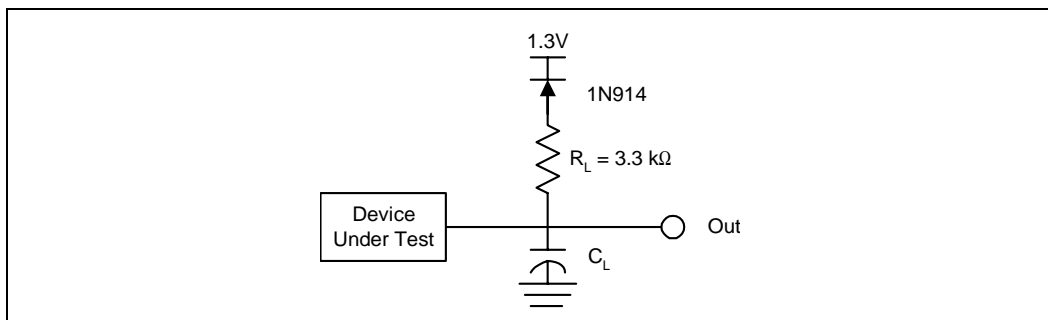 1.3V
1N914
R_L = 3.3 kΩ
Device
Under Test
Out
C_L